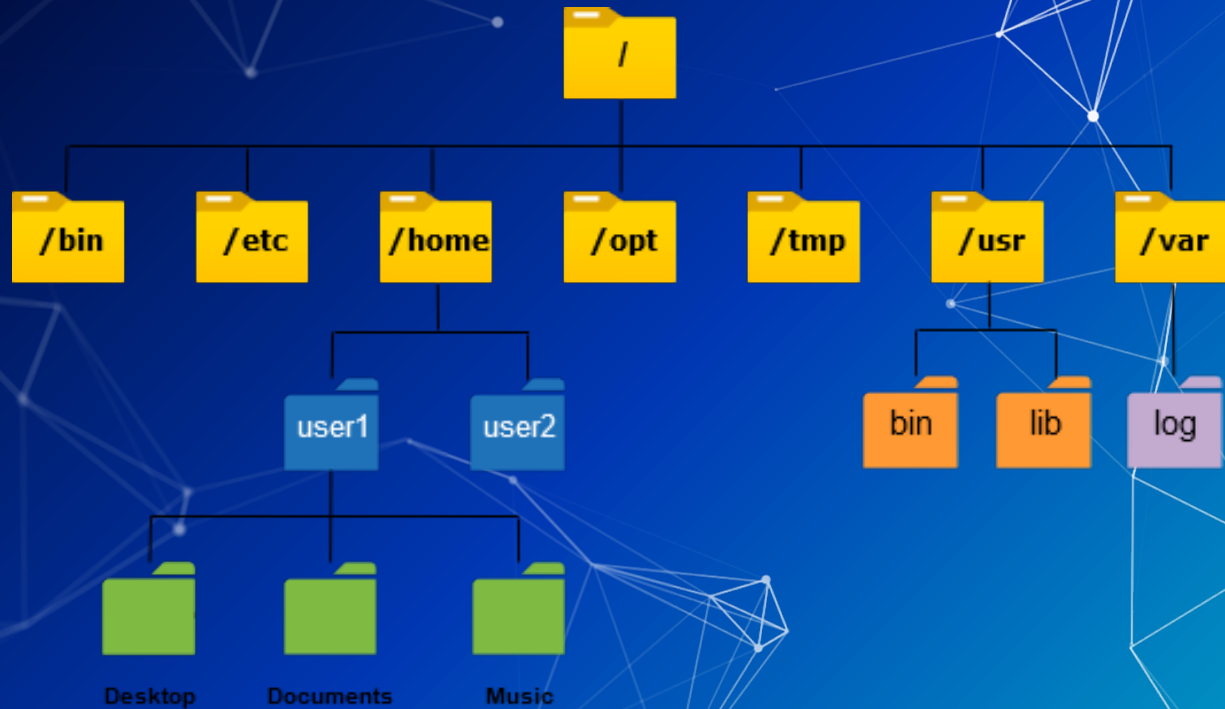 /
/bin
/etc
/home
/opt
/tmp
/usr
/var
user1
user2
bin
lib
log
Desktop
Documents
Music